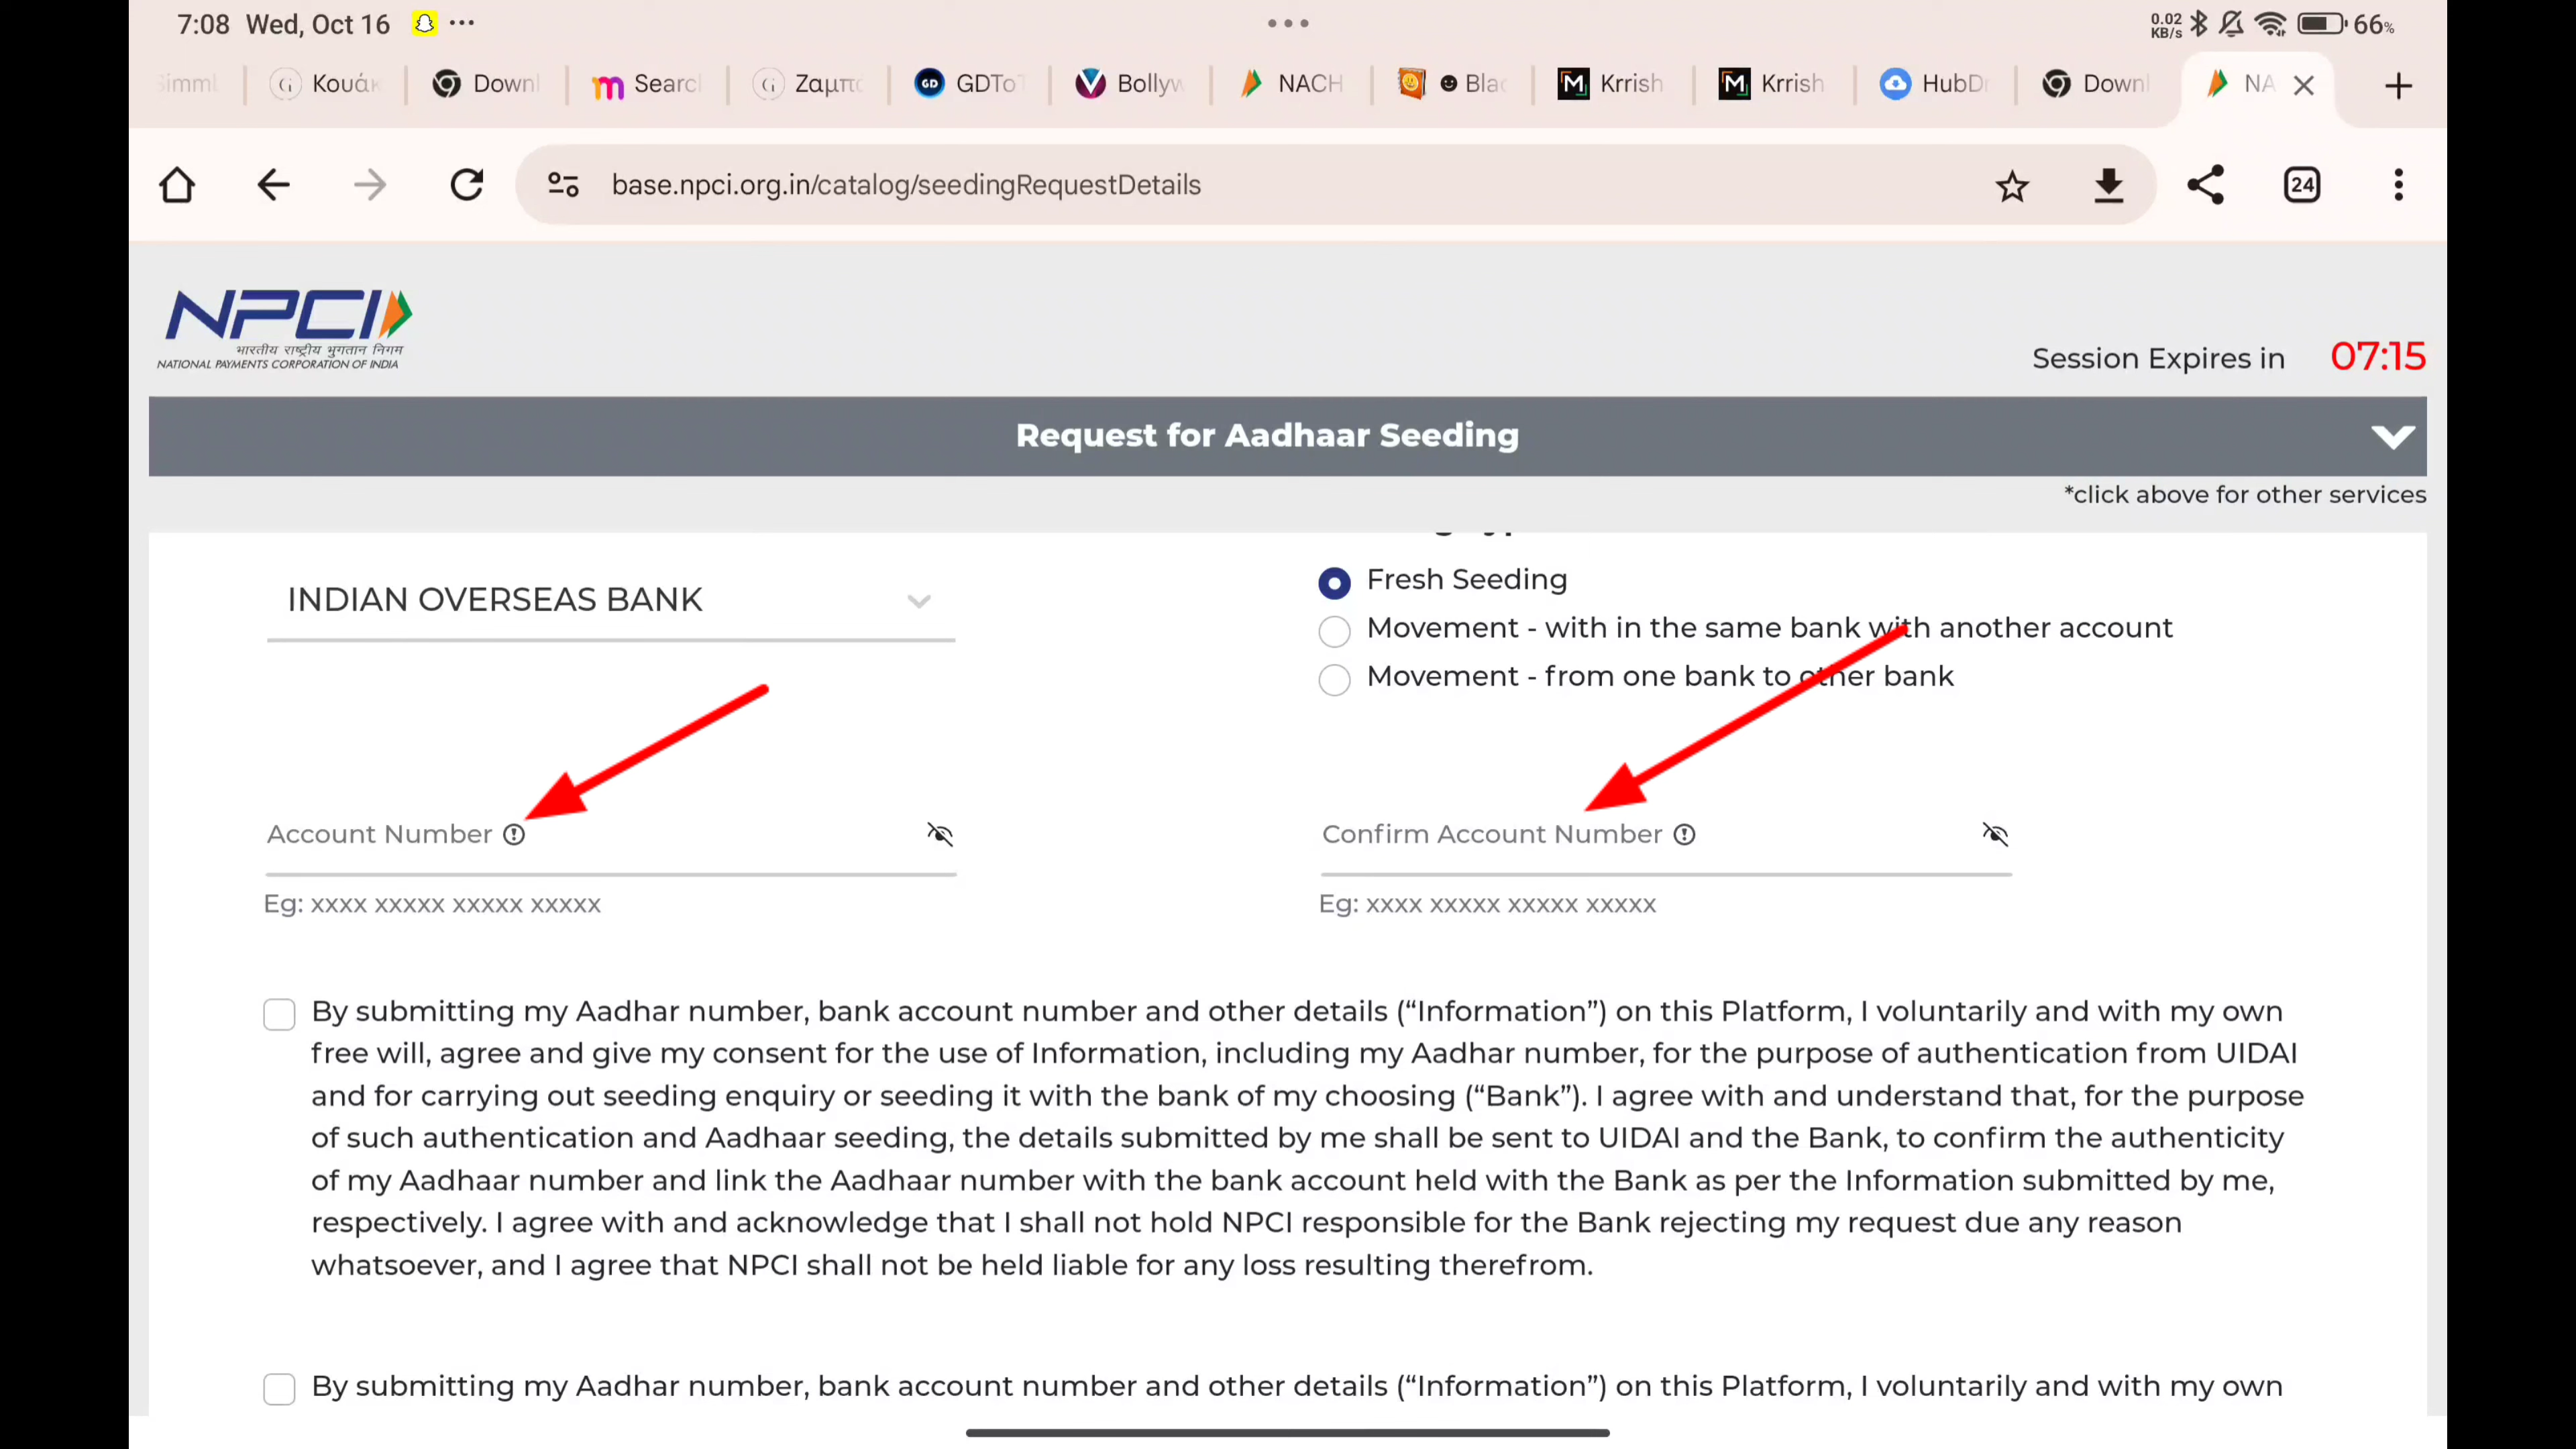 7:08 Wed, Oct 16
0.02 KB/s
66%
Κουάκ
Downl
Searc
Ζαμπ
GDToT
Bollyw
NACH
Blac
Krrish
Krrish
HubDr
Downl
NA
base.npci.org.in/catalog/seedingRequestDetails
24
NPCI
भारतीय राष्ट्रीय भुगतान निगम
NATIONAL PAYMENTS CORPORATION OF INDIA
Session Expires in 07:15
Request for Aadhaar Seeding
*click above for other services
INDIAN OVERSEAS BANK
Fresh Seeding
Movement - with in the same bank with another account
Movement - from one bank to other bank
Account Number
Confirm Account Number
Eg: xxxx xxxxx xxxxx xxxxx
Eg: xxxx xxxxx xxxxx xxxxx
By submitting my Aadhar number, bank account number and other details (“Information”) on this Platform, I voluntarily and with my own
free will, agree and give my consent for the use of Information, including my Aadhar number, for the purpose of authentication from UIDAI
and for carrying out seeding enquiry or seeding it with the bank of my choosing (“Bank”). I agree with and understand that, for the purpose
of such authentication and Aadhaar seeding, the details submitted by me shall be sent to UIDAI and the Bank, to confirm the authenticity
of my Aadhaar number and link the Aadhaar number with the bank account held with the Bank as per the Information submitted by me,
respectively. I agree with and acknowledge that I shall not hold NPCI responsible for the Bank rejecting my request due any reason
whatsoever, and I agree that NPCI shall not be held liable for any loss resulting therefrom.
By submitting my Aadhar number, bank account number and other details (“Information”) on this Platform, I voluntarily and with my own